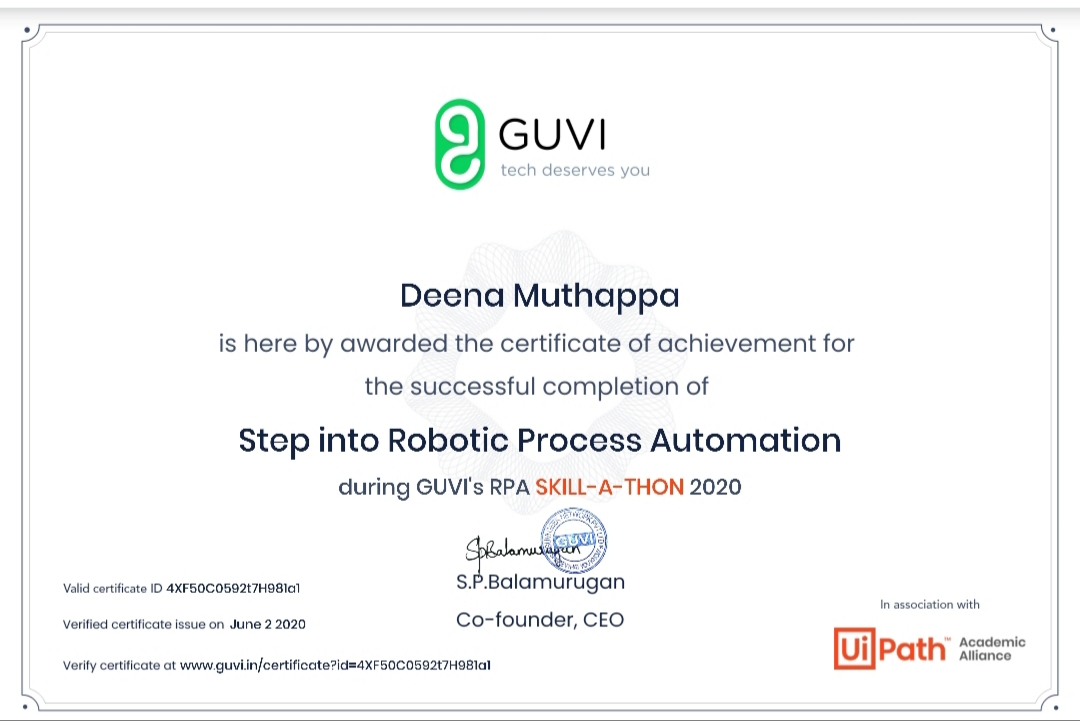 GUVI
tech deserves you
Deena Muthappa
is here by awarded the certificate of achievement for
the successful completion of
Step into Robotic Process Automation
during GUVI's RPA SKILL-A-THON 2020
SpBalamurugan
GUVI
S.P.Balamurugan
Co-founder, CEO
Valid certificate ID 4XF50C0592t7H981a1
Verified certificate issue on June 2 2020
Verify certificate at www.guvi.in/certificate?id=4XF50C0592t7H981a1
In association with
UiPath™ Academic
Alliance